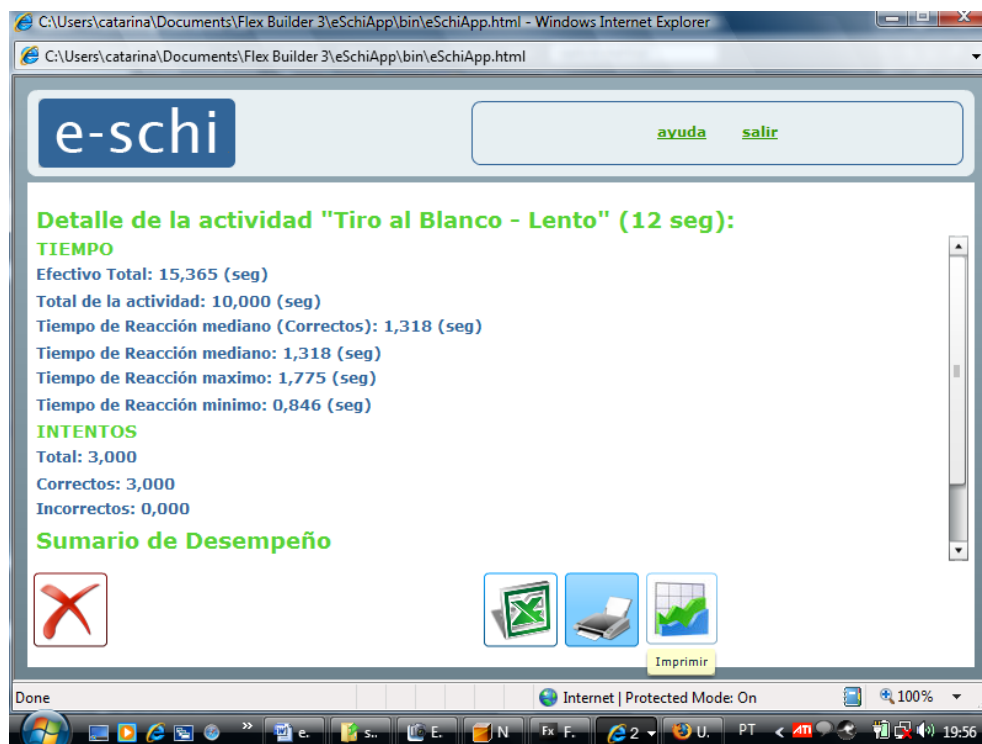 C:\Users\catarina\Documents\Flex Builder 3\eSchiApp\bin\eSchiApp.html - Windows Internet Explorer
C:\Users\catarina\Documents\Flex Builder 3\eSchiApp\bin\eSchiApp.html
e-schi
ayuda salir
Detalle de la actividad "Tiro al Blanco - Lento" (12 seg):
TIEMPO
Efectivo Total: 15,365 (seg)
Total de la actividad: 10,000 (seg)
Tiempo de Reacción mediano (Correctos): 1,318 (seg)
Tiempo de Reacción mediano: 1,318 (seg)
Tiempo de Reacción maximo: 1,775 (seg)
Tiempo de Reacción minimo: 0,846 (seg)
INTENTOS
Total: 3,000
Correctos: 3,000
Incorrectos: 0,000
Sumario de Desempeño
Imprimir
Done Internet | Protected Mode: On 100%
» e. s.. E. N Fx F. 2 U. PT < ATI 19:56